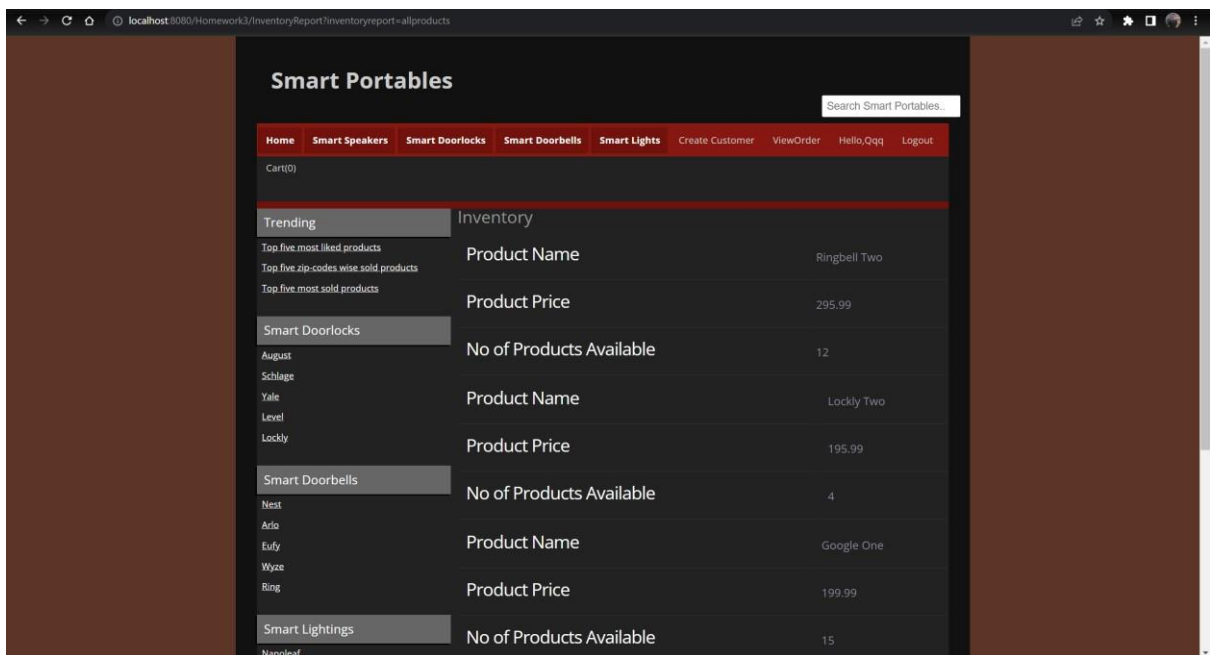 localhost:8080/Homework3/InventoryReport?inventoryreport=allproducts
Smart Portables
Search Smart Portables..
Home Smart Speakers Smart Doorlocks Smart Doorbells Smart Lights Create Customer ViewOrder Hello,Qqq Logout
Cart(0)
Trending
Top five most liked products
Top five zip-codes wise sold products
Top five most sold products
Smart Doorlocks
August
Schlage
Yale
Level
Lockly
Smart Doorbells
Nest
Arlo
Eufy
Wyze
Ring
Smart Lightings
Nanoleaf
Inventory
Product Name Ringbell Two
Product Price 295.99
No of Products Available 12
Product Name Lockly Two
Product Price 195.99
No of Products Available 4
Product Name Google One
Product Price 199.99
No of Products Available 15